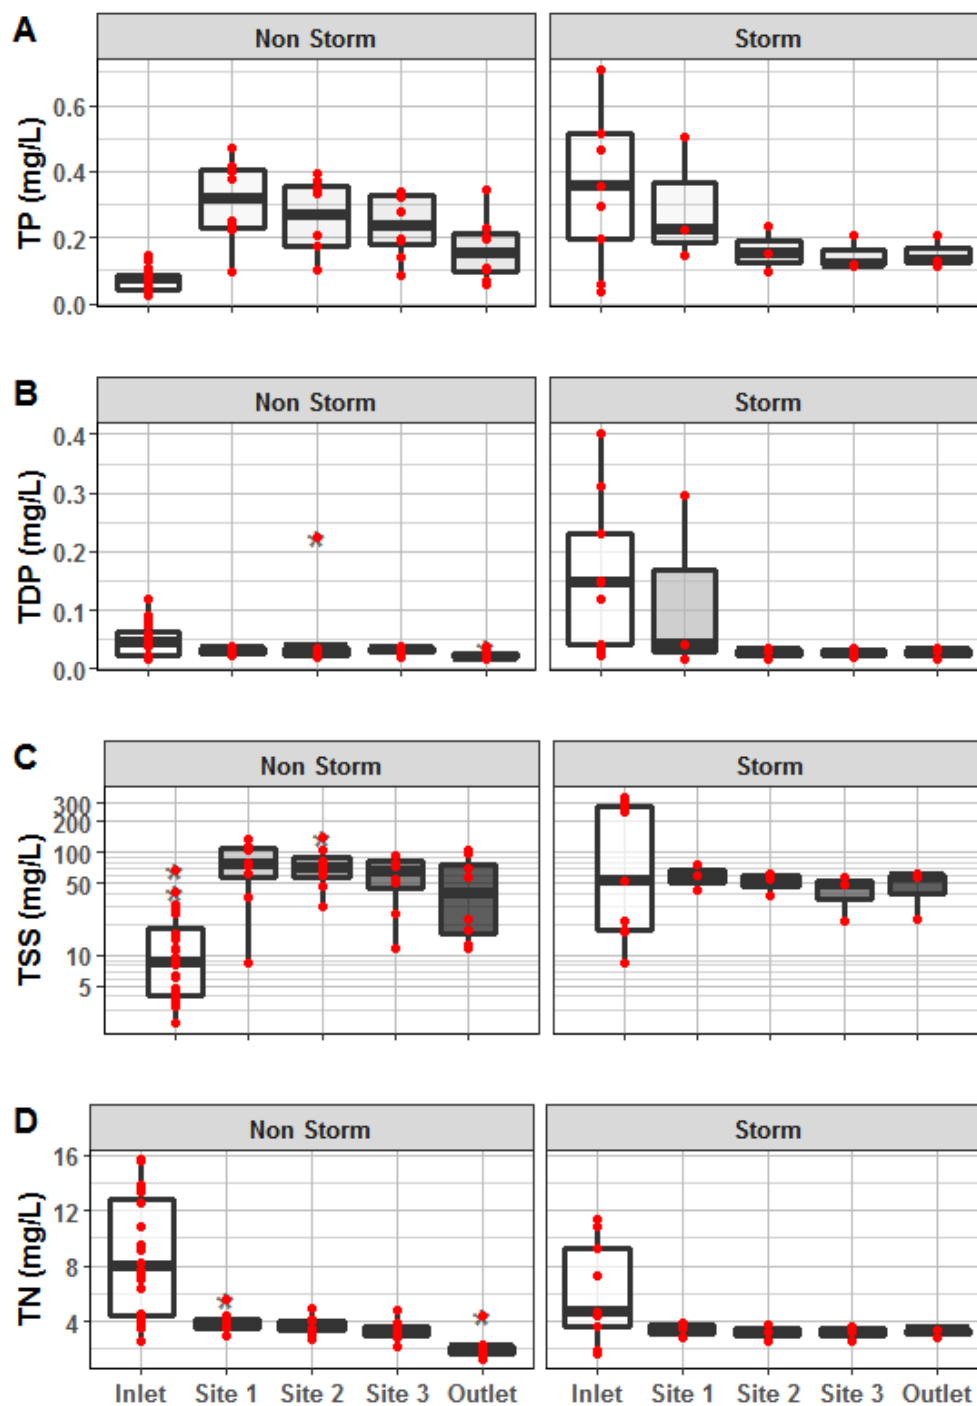 A
Non Storm Storm
TP (mg/L)
0.6
0.4
0.2
0.0
B
Non Storm Storm
TDP (mg/L)
0.4
0.3
0.2
0.1
0.0
C
Non Storm Storm
TSS (mg/L)
300
200
100
50
10
5
D
Non Storm Storm
TN (mg/L)
16
12
8
4
Inlet Site 1 Site 2 Site 3 Outlet Inlet Site 1 Site 2 Site 3 Outlet